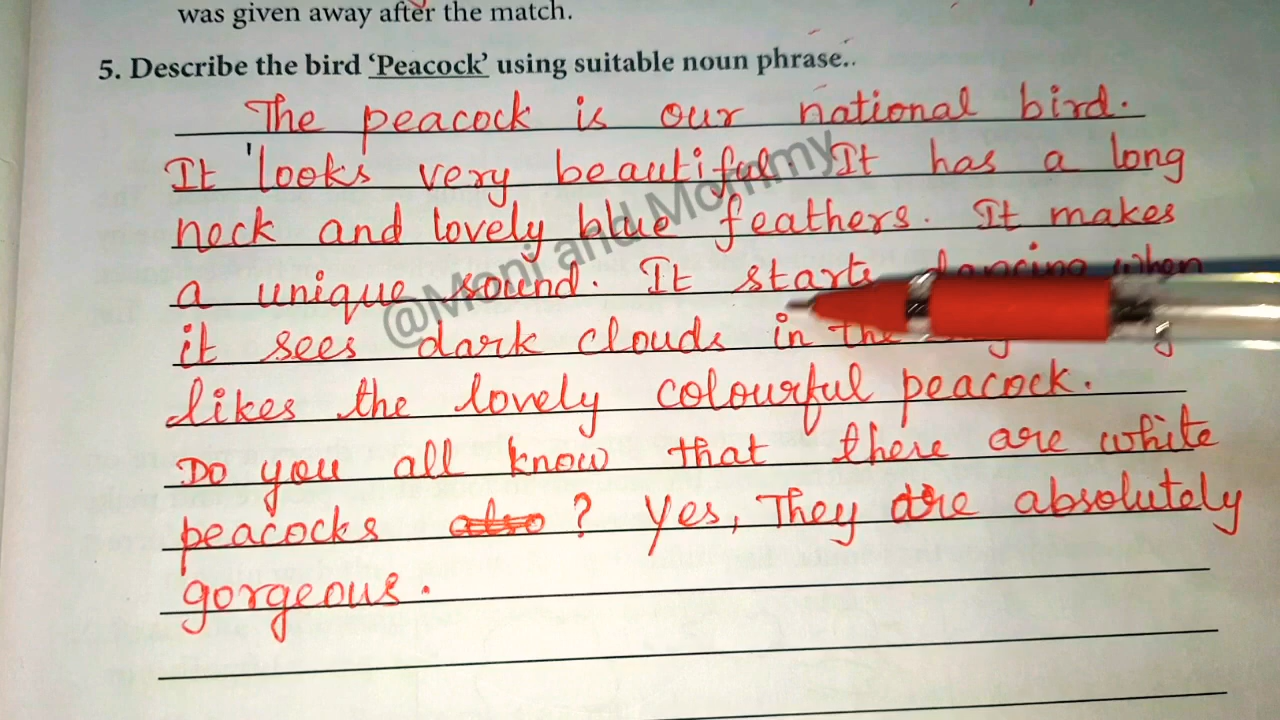 was given away after the match.
5. Describe the bird ‘Peacock’ using suitable noun phrase..
The peacock is our national bird.
It looks very beautiful. It has a long
neck and lovely blue feathers. It makes
a unique sound. It starts dancing when
it sees dark clouds in the
likes the lovely colourful peacock.
Do you all know that there are white
peacocks also ? Yes, They are absolutely
gorgeous.
@Moni and Mommy